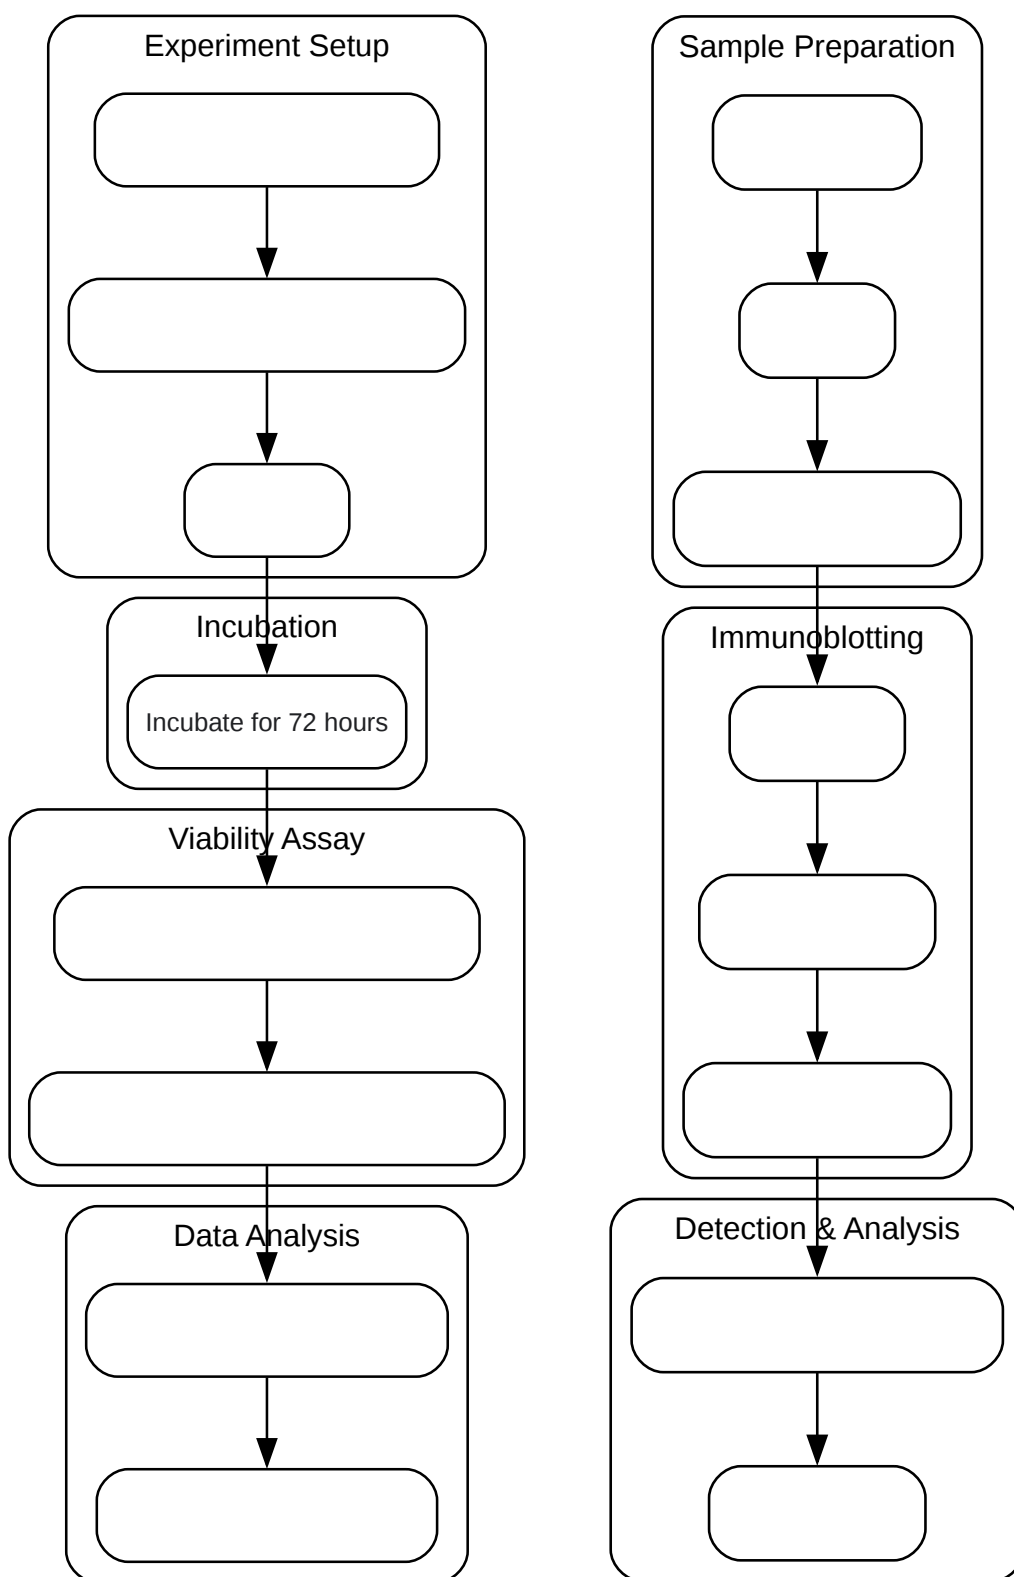 Experiment Setup
Incubation
Incubate for 72 hours
Viability Assay
Data Analysis
Sample Preparation
Immunoblotting
Detection & Analysis